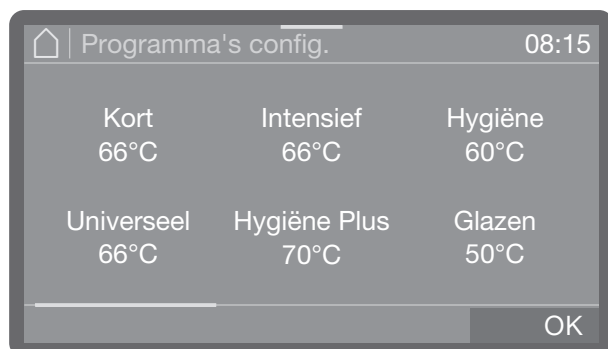 Programma's config. 08:15
Kort Intensief Hygiëne
66°C 66°C 60°C
Universeel Hygiëne Plus Glazen
66°C 70°C 50°C
OK